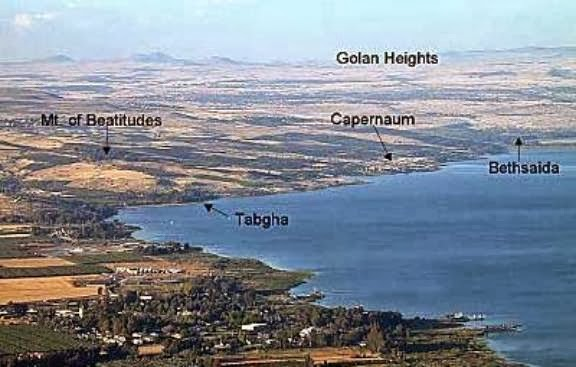 Golan Heights
Mt. of Beatitudes
Capernaum
Bethsaida
Tabgha